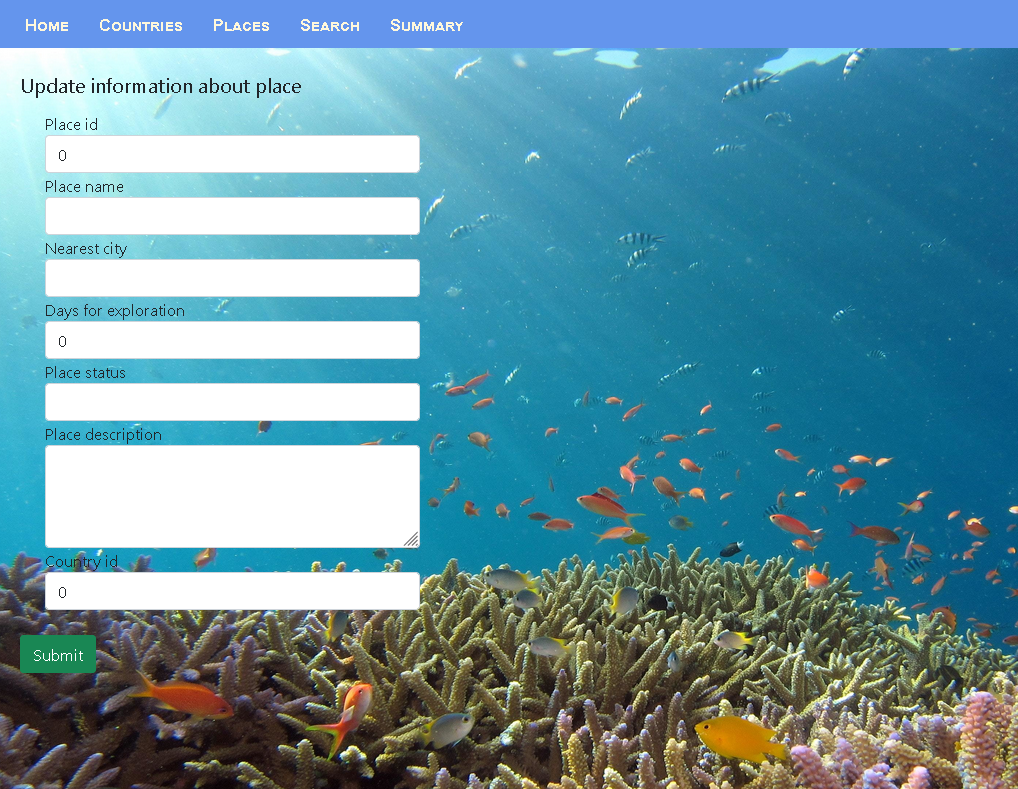 Home Countries Places Search Summary
Update information about place
Place id
0
Place name
Nearest city
Days for exploration
0
Place status
Place description
Country id
0
Submit